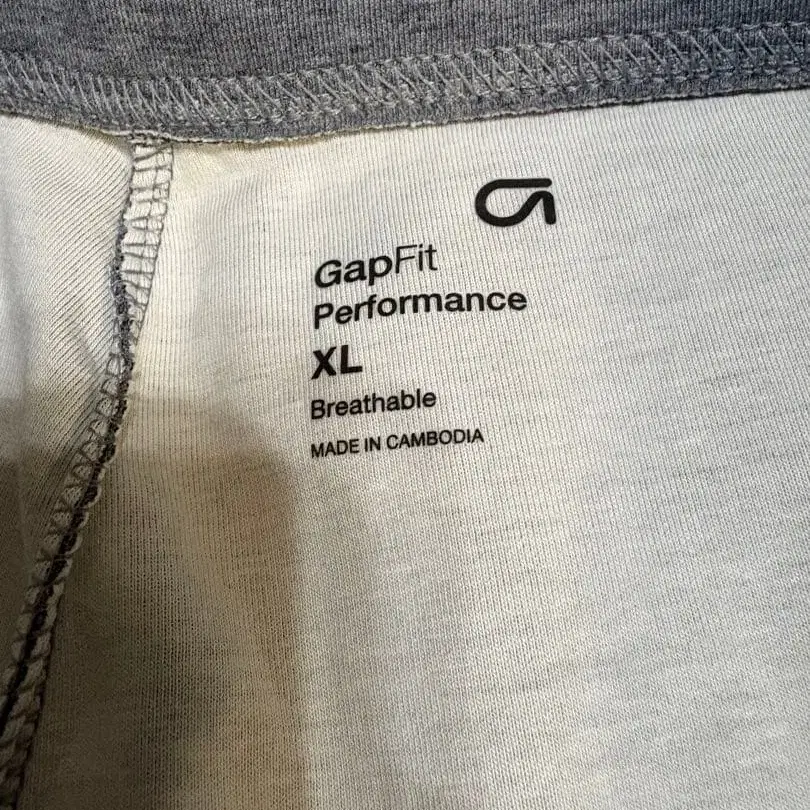 GapFit
Performance
XL
Breathable
MADE IN CAMBODIA